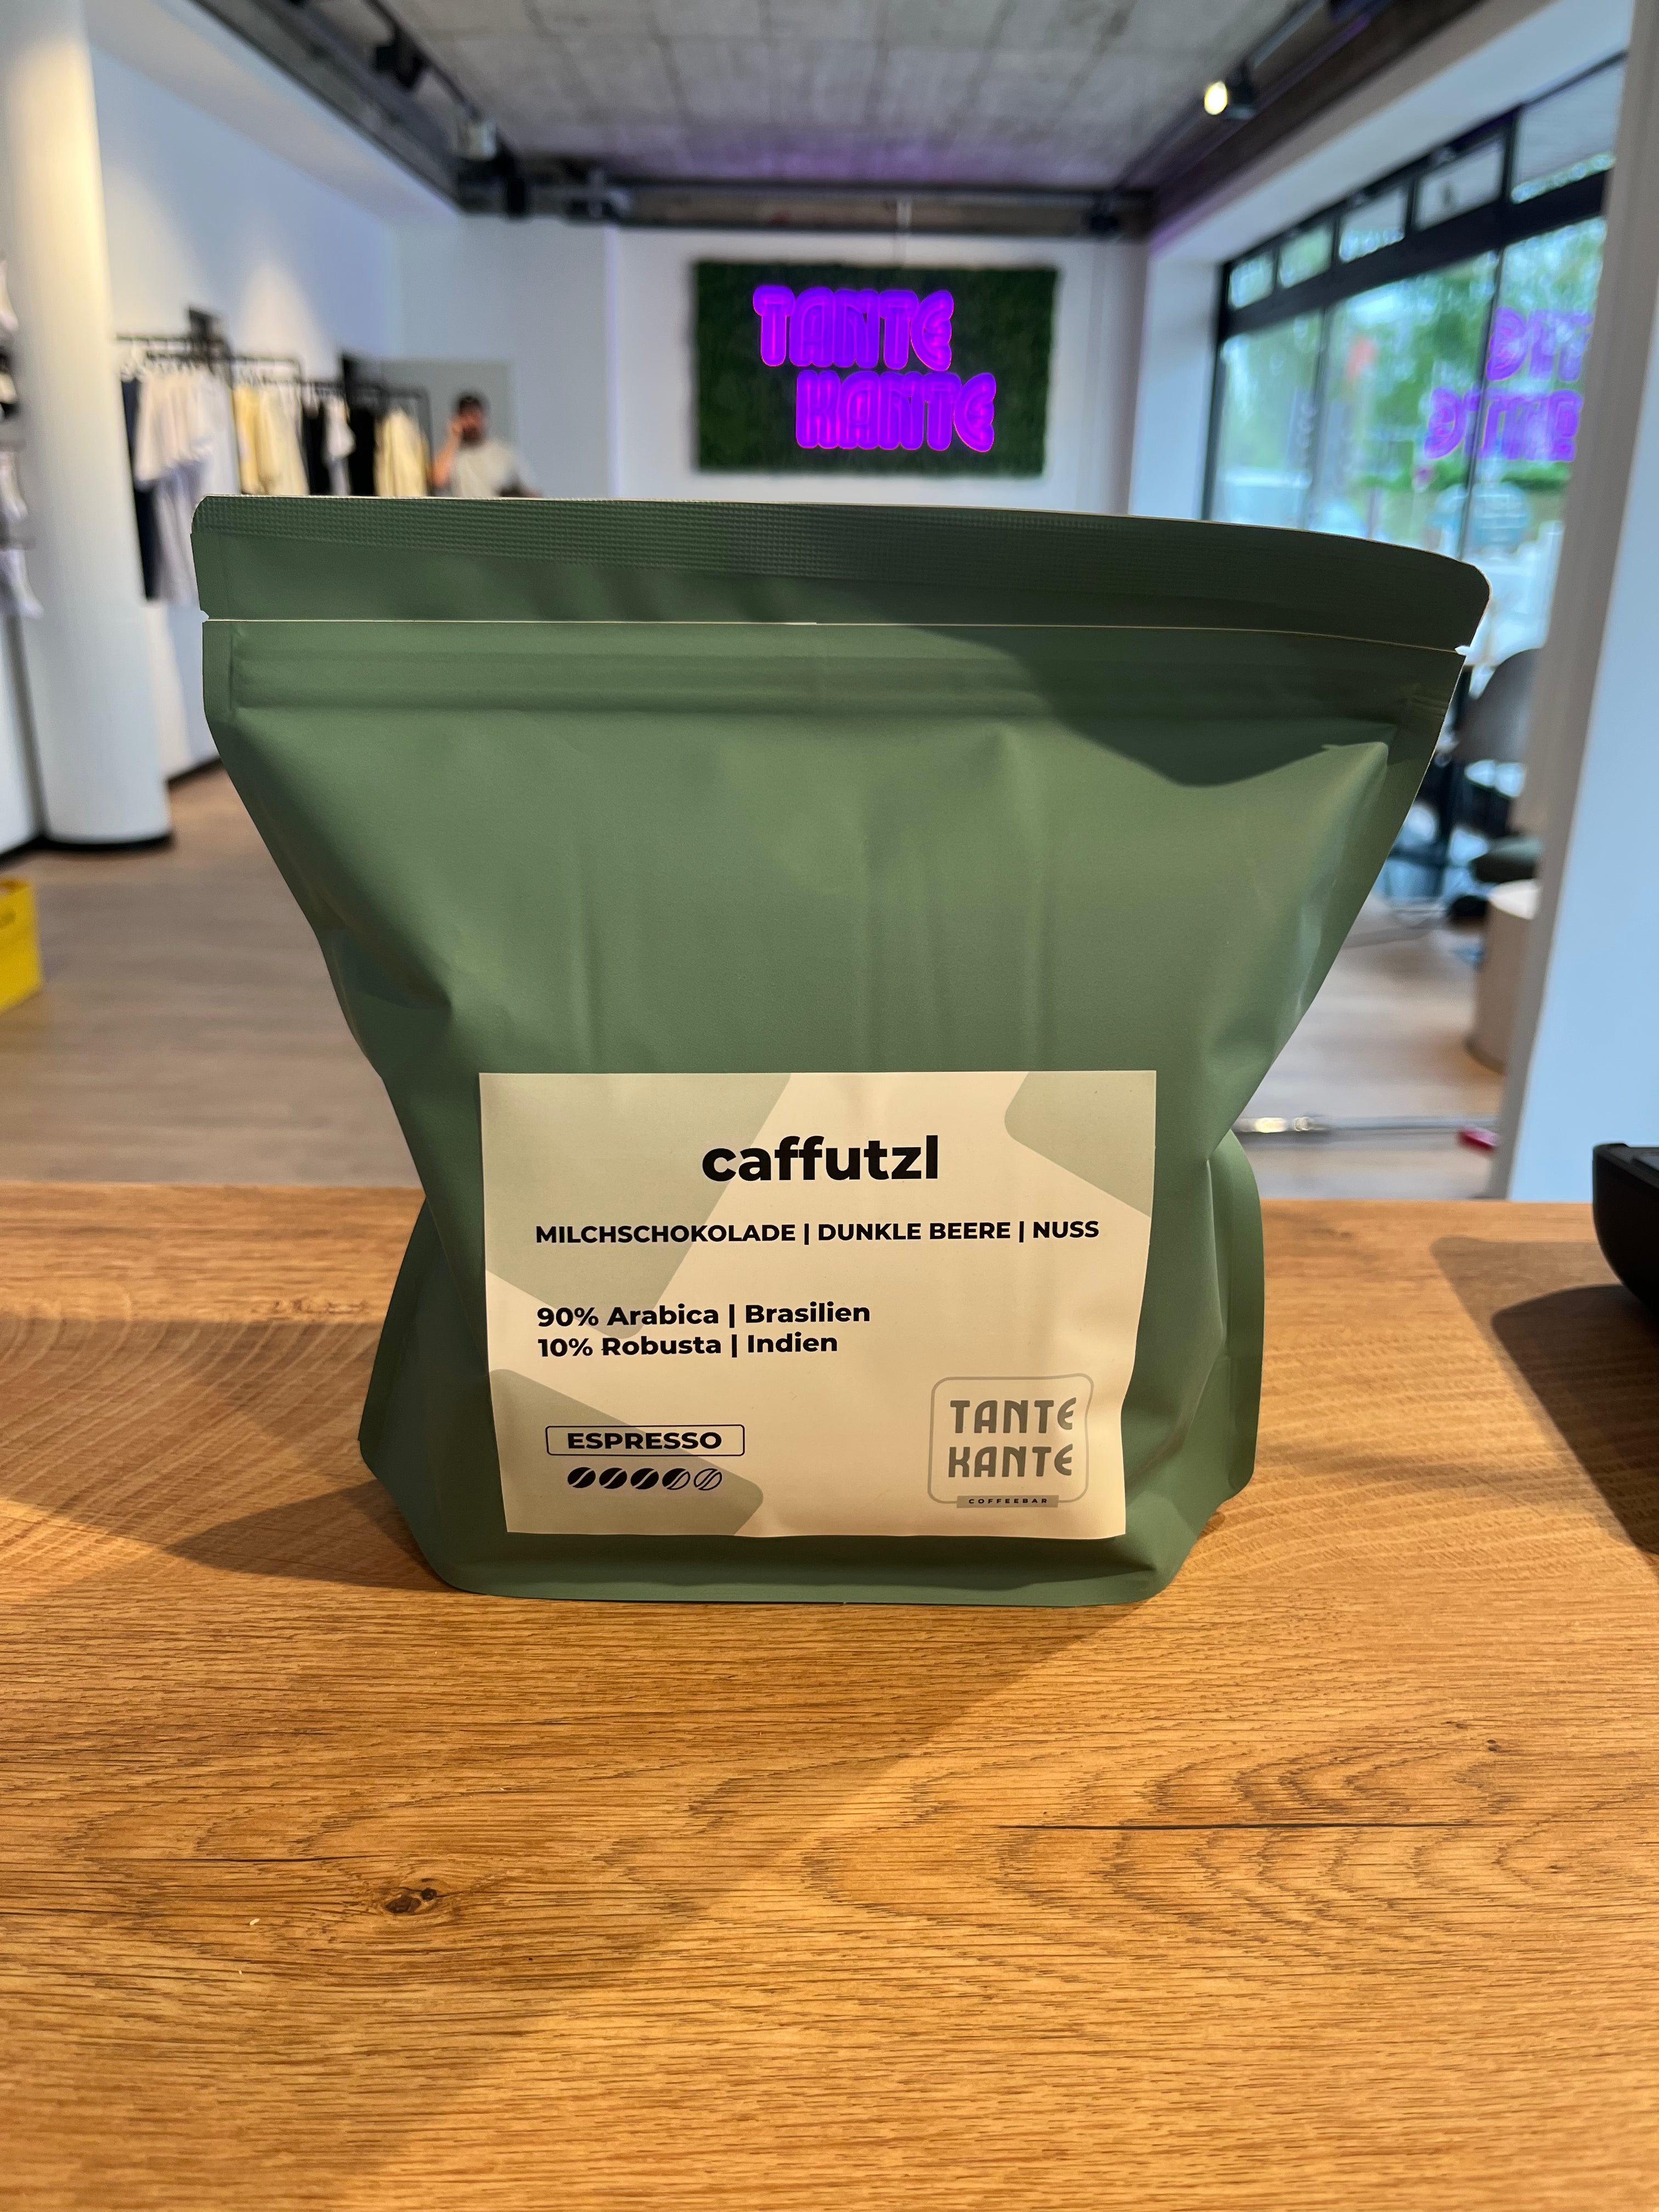 TANTE
KANTE
caffutzl
MILCHSCHOKOLADE | DUNKLE BEERE | NUSS
90% Arabica | Brasilien
10% Robusta | Indien
ESPRESSO
TANTE
KANTE
COFFEEBAR